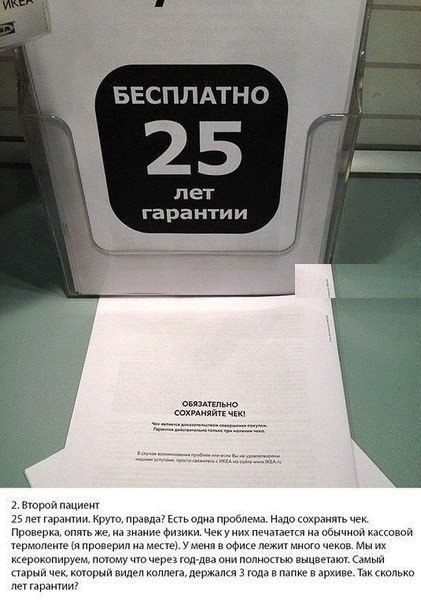 ИКЕА
БЕСПЛАТНО
25
лет
гарантии
ОБЯЗАТЕЛЬНО
СОХРАНЯЙТЕ ЧЕК!
Чек является доказательством совершения покупки.
Гарантия действительна только при наличии чека.
В случае возникновения проблем или если Вы не удовлетворены
нашими услугами, просто свяжитесь с ИКЕА на сайте www.IKEA.ru
2. Второй пациент
25 лет гарантии. Круто, правда? Есть одна проблема. Надо сохранять чек.
Проверка, опять же, на знание физики. Чек у них печатается на обычной кассовой
термоленте (я проверил на месте). У меня в офисе лежит много чеков. Мы их
ксерокопируем, потому что через год-два они полностью выцветают. Самый
старый чек, который видел коллега, держался 3 года в папке в архиве. Так сколько
лет гарантии?